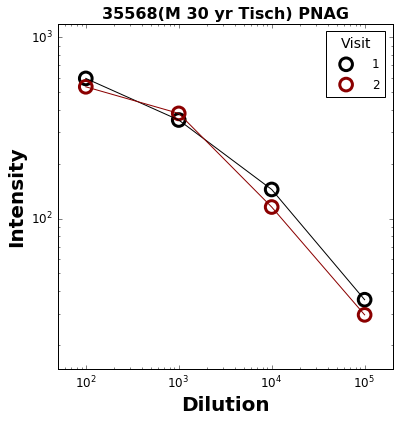 35568(M 30 yr Tisch) PNAG
Visit
1
2
10³
10²
Intensity
10² 10³ 10⁴ 10⁵
Dilution